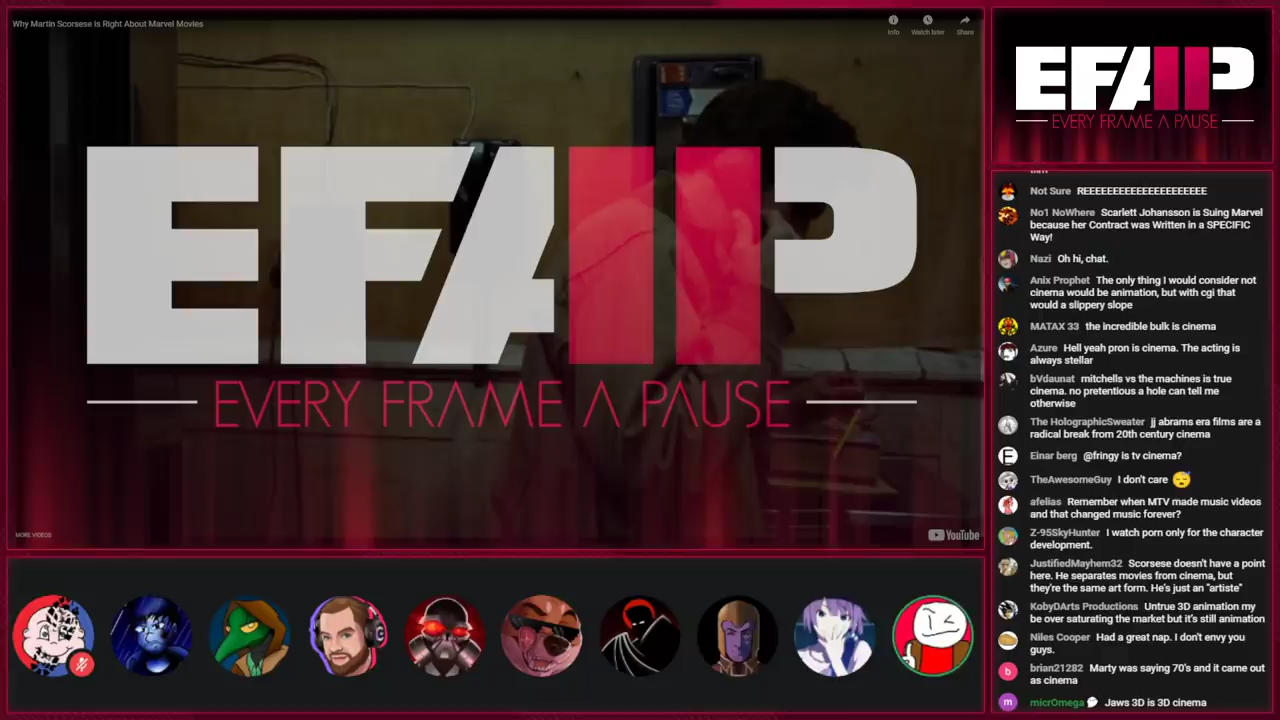 Why Martin Scorsese is Right About Marvel Movies
Info
Watch later
Share
EFAP
EVERY FRAME A PAUSE
MORE VIDEOS
YouTube
EFAP
EVERY FRAME A PAUSE
Not Sure REEEEEEEEEEEEEEEEEEEEE
No1 NoWhere Scarlett Johansson is Suing Marvel
because her Contract was Written in a SPECIFIC
Way!
Nazi Oh hi, chat.
Anix Prophet The only thing I would consider not
cinema would be animation, but with cgi that
would a slippery slope
MATAX 33 the incredible bulk is cinema
Azure Hell yeah pron is cinema. The acting is
always stellar
bVdaunat mitchells vs the machines is true
cinema. no pretentious a hole can tell me
otherwise
The HolographicSweater jj abrams era films are a
radical break from 20th century cinema
Einar berg @fringy is tv cinema?
TheAwesomeGuy I don't care 😴
afelias Remember when MTV made music videos
and that changed music forever?
Z-95SkyHunter I watch porn only for the character
development.
JustifiedMayhem32 Scorsese doesn't have a point
here. He separates movies from cinema, but
they're the same art form. He's just an "artiste"
KobyDArts Productions Untrue 3D animation my
be over saturating the market but it's still animation
Niles Cooper Had a great nap. I don't envy you
guys.
brian21282 Marty was saying 70's and it came out
as cinema
micrOmega Jaws 3D is 3D cinema